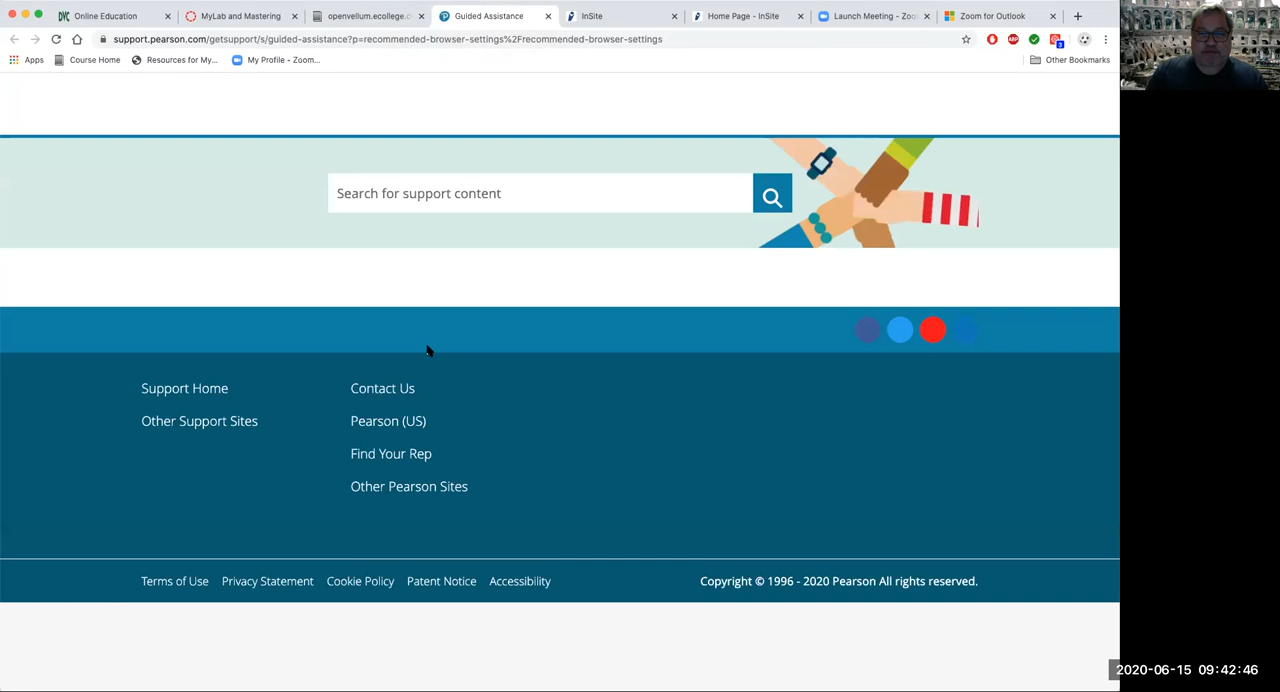 Online Education
MyLab and Mastering
openvellum.ecollege.c
Guided Assistance
InSite
Home Page - InSite
Launch Meeting - Zoo
Zoom for Outlook
support.pearson.com/getsupport/s/guided-assistance?p=recommended-browser-settings%2Frecommended-browser-settings
ABP
3
Apps
Course Home
Resources for My...
My Profile - Zoom...
Other Bookmarks
Search for support content
Support Home
Contact Us
Other Support Sites
Pearson (US)
Find Your Rep
Other Pearson Sites
Terms of Use
Privacy Statement
Cookie Policy
Patent Notice
Accessibility
Copyright © 1996 - 2020 Pearson All rights reserved.
2020-06-15 09:42:46